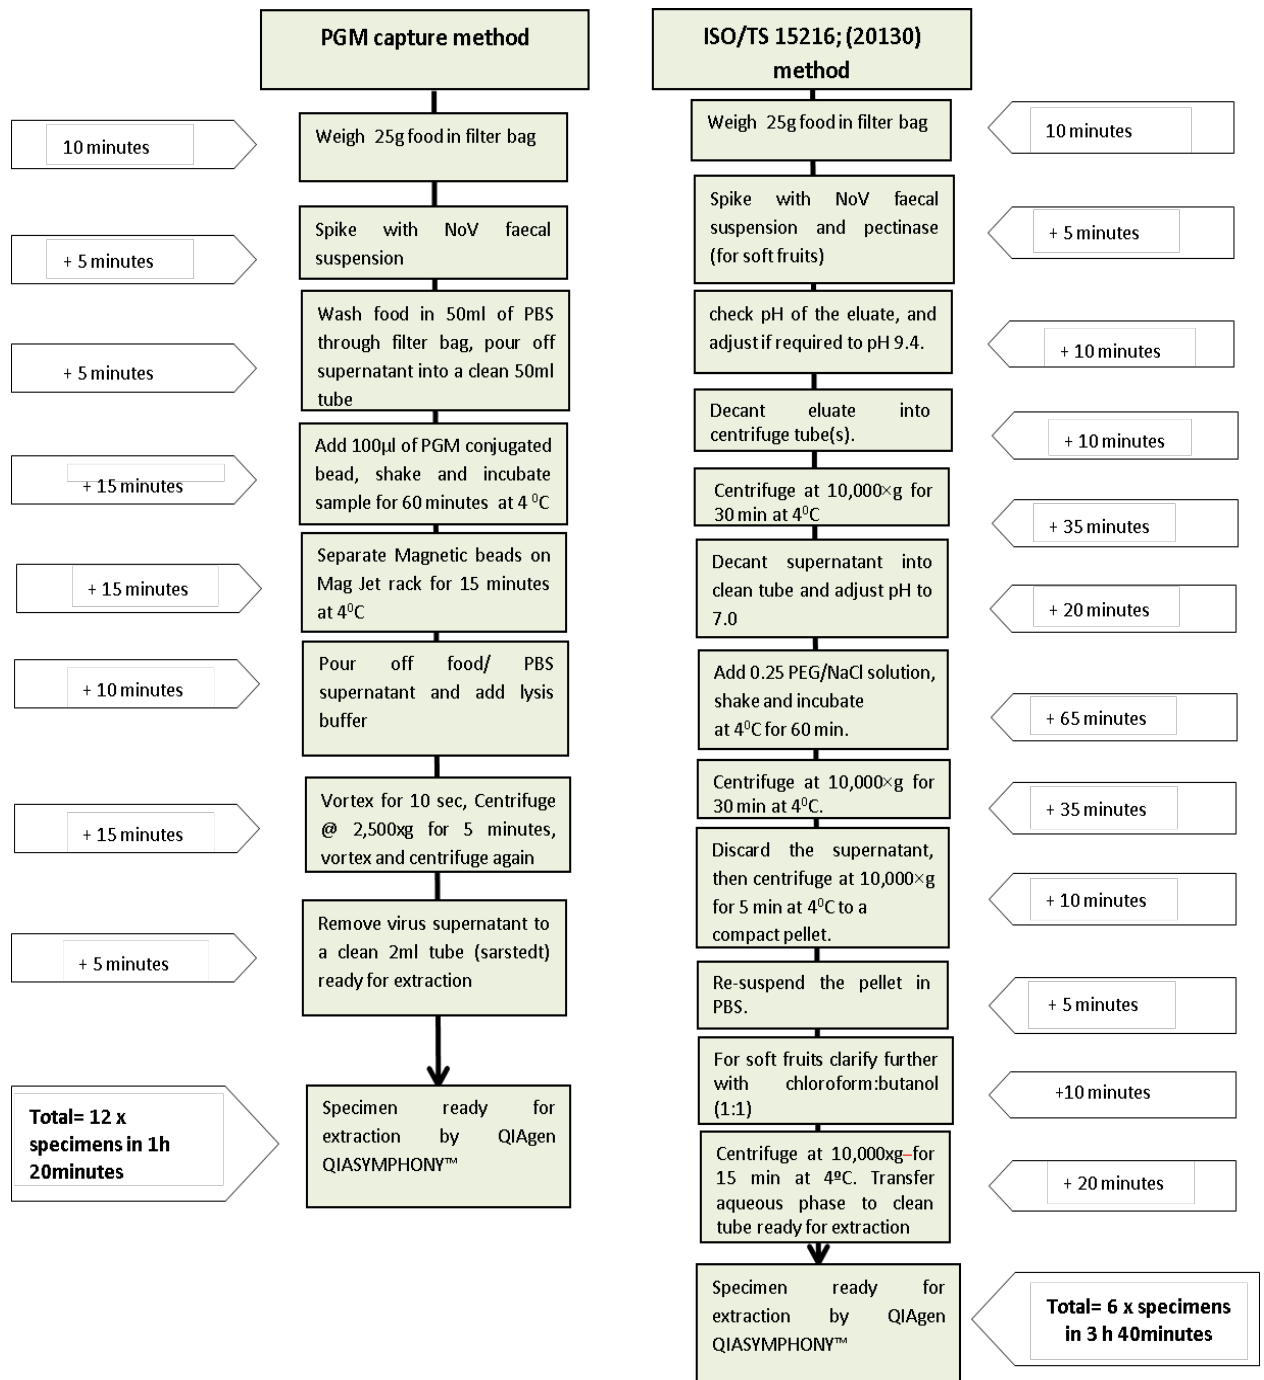 PGM capture method
10 minutes
Weigh 25g food in filter bag
+ 5 minutes
Spike with NoV faecal
suspension
+ 5 minutes
Wash food in 50ml of PBS
through filter bag, pour off
supernatant into a clean 50ml
tube
+ 15 minutes
Add 100µl of PGM conjugated
bead, shake and incubate
sample for 60 minutes at 4 ⁰C
+ 15 minutes
Separate Magnetic beads on
Mag Jet rack for 15 minutes
at 4⁰C
+ 10 minutes
Pour off food/ PBS
supernatant and add lysis
buffer
+ 15 minutes
Vortex for 10 sec, Centrifuge
@ 2,500xg for 5 minutes,
vortex and centrifuge again
+ 5 minutes
Remove virus supernatant to
a clean 2ml tube (sarstedt)
ready for extraction
Total= 12 x
specimens in 1h
20minutes
Specimen ready for
extraction by QIAgen
QIASYMPHONY™
ISO/TS 15216; (20130)
method
Weigh 25g food in filter bag
10 minutes
Spike with NoV faecal
suspension and pectinase
(for soft fruits)
+ 5 minutes
check pH of the eluate, and
adjust if required to pH 9.4.
+ 10 minutes
Decant eluate into
centrifuge tube(s).
+ 10 minutes
Centrifuge at 10,000×g for
30 min at 4⁰C
+ 35 minutes
Decant supernatant into
clean tube and adjust pH to
7.0
+ 20 minutes
Add 0.25 PEG/NaCl solution,
shake and incubate
at 4⁰C for 60 min.
+ 65 minutes
Centrifuge at 10,000×g for
30 min at 4⁰C.
+ 35 minutes
Discard the supernatant,
then centrifuge at 10,000×g
for 5 min at 4⁰C to a
compact pellet.
+ 10 minutes
Re-suspend the pellet in
PBS.
+ 5 minutes
For soft fruits clarify further
with chloroform:butanol
(1:1)
+10 minutes
Centrifuge at 10,000xg–for
15 min at 4ºC. Transfer
aqueous phase to clean
tube ready for extraction
+ 20 minutes
Specimen ready for
extraction by QIAgen
QIASYMPHONY™
Total= 6 x specimens
in 3 h 40minutes